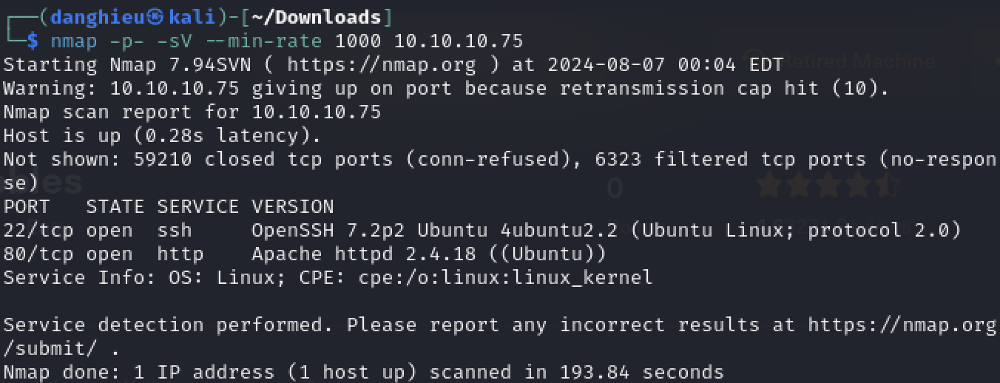 ┌──(danghieu㉿kali)-[~/Downloads]
└─$ nmap -p- -sV --min-rate 1000 10.10.10.75
Starting Nmap 7.94SVN ( https://nmap.org ) at 2024-08-07 00:04 EDT
Retired Machine
Warning: 10.10.10.75 giving up on port because retransmission cap hit (10).
Nmap scan report for 10.10.10.75
Host is up (0.28s latency).
Not shown: 59210 closed tcp ports (conn-refused), 6323 filtered tcp ports (no-respon
se)
0
PORT   STATE SERVICE VERSION
22/tcp open  ssh     OpenSSH 7.2p2 Ubuntu 4ubuntu2.2 (Ubuntu Linux; protocol 2.0)
80/tcp open  http    Apache httpd 2.4.18 ((Ubuntu))
Service Info: OS: Linux; CPE: cpe:/o:linux:linux_kernel
Service detection performed. Please report any incorrect results at https://nmap.org
/submit/ .
Nmap done: 1 IP address (1 host up) scanned in 193.84 seconds